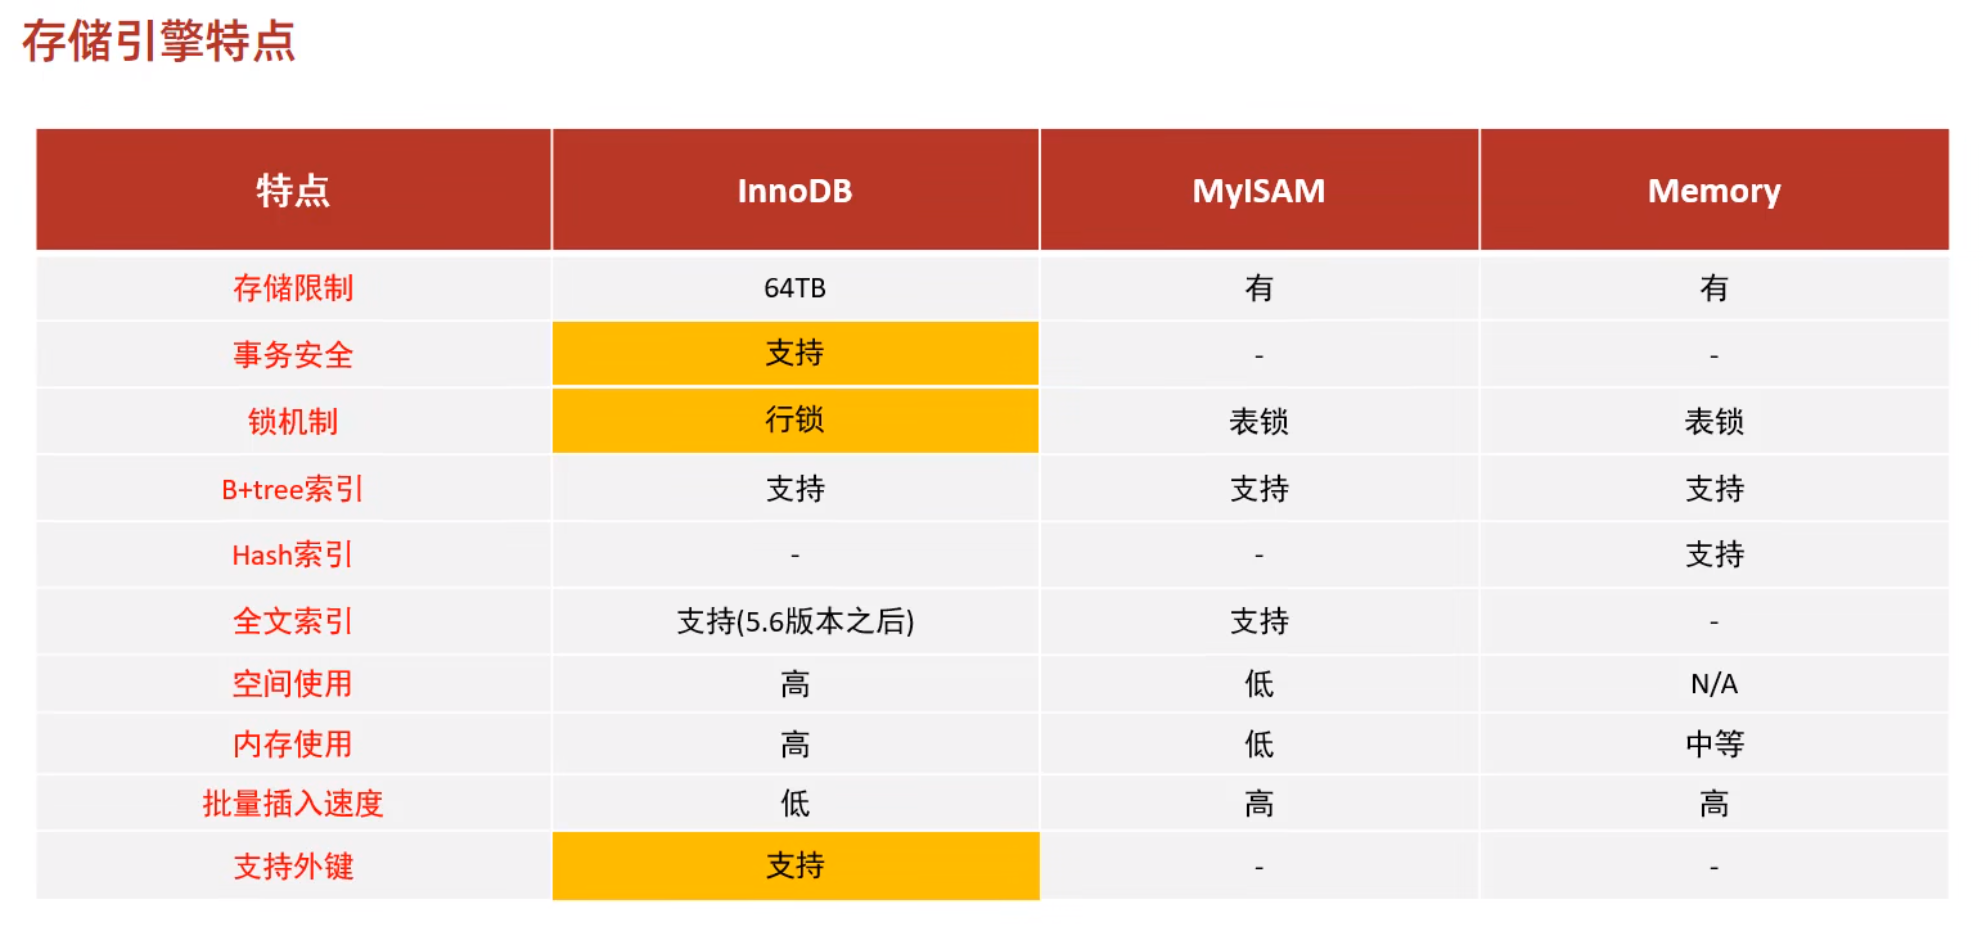 存储引擎特点
特点 InnoDB MyISAM Memory
存储限制 64TB 有 有
事务安全 支持 - -
锁机制 行锁 表锁 表锁
B+tree索引 支持 支持 支持
Hash索引 - - 支持
全文索引 支持(5.6版本之后) 支持 -
空间使用 高 低 N/A
内存使用 高 低 中等
批量插入速度 低 高 高
支持外键 支持 - -